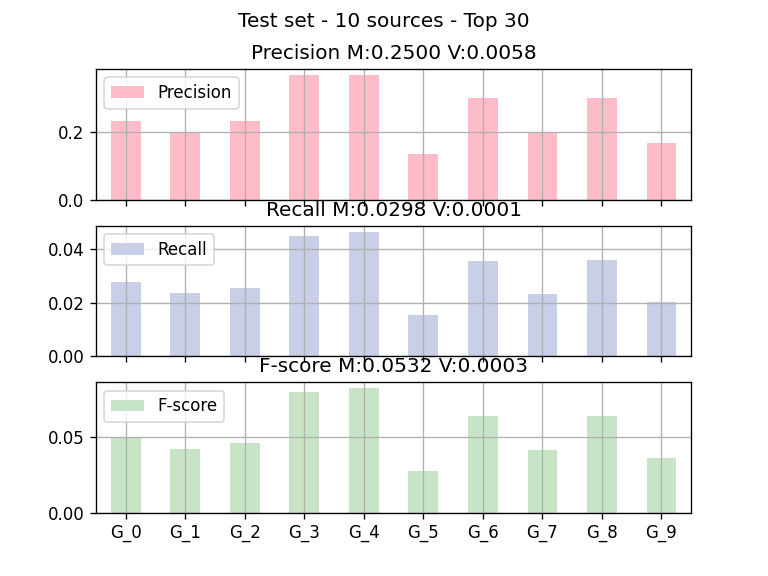 Test set - 10 sources - Top 30
Precision M:0.2500 V:0.0058
Precision
0.2
0.0
Recall M:0.0298 V:0.0001
Recall
0.04
0.02
0.00
F-score M:0.0532 V:0.0003
F-score
0.05
0.00
G_0 G_1 G_2 G_3 G_4 G_5 G_6 G_7 G_8 G_9